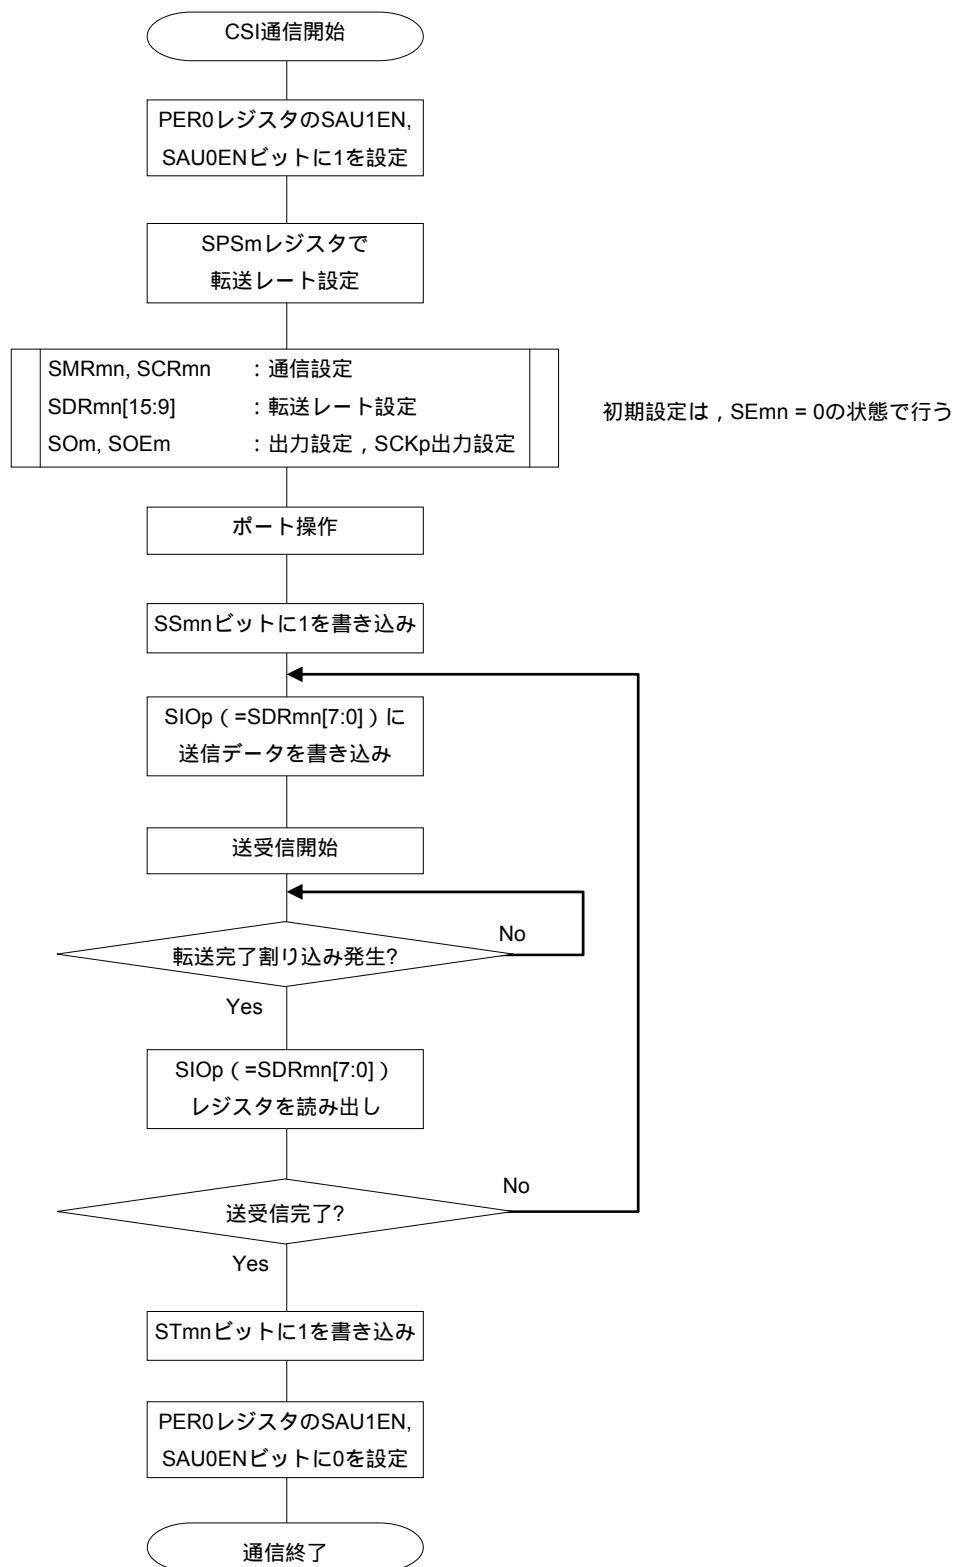 CSI通信開始
PER0レジスタのSAU1EN,
SAU0ENビットに1を設定
SPSmレジスタで
転送レート設定
SMRmn, SCRmn :通信設定
SDRmn[15:9] :転送レート設定
SOm, SOEm :出力設定，SCKp出力設定
初期設定は，SEmn = 0の状態で行う
ポート操作
SSmnビットに1を書き込み
SIOp（=SDRmn[7:0]）に
送信データを書き込み
送受信開始
No
転送完了割り込み発生?
Yes
SIOp（=SDRmn[7:0]）
レジスタを読み出し
No
送受信完了?
Yes
STmnビットに1を書き込み
PER0レジスタのSAU1EN,
SAU0ENビットに0を設定
通信終了